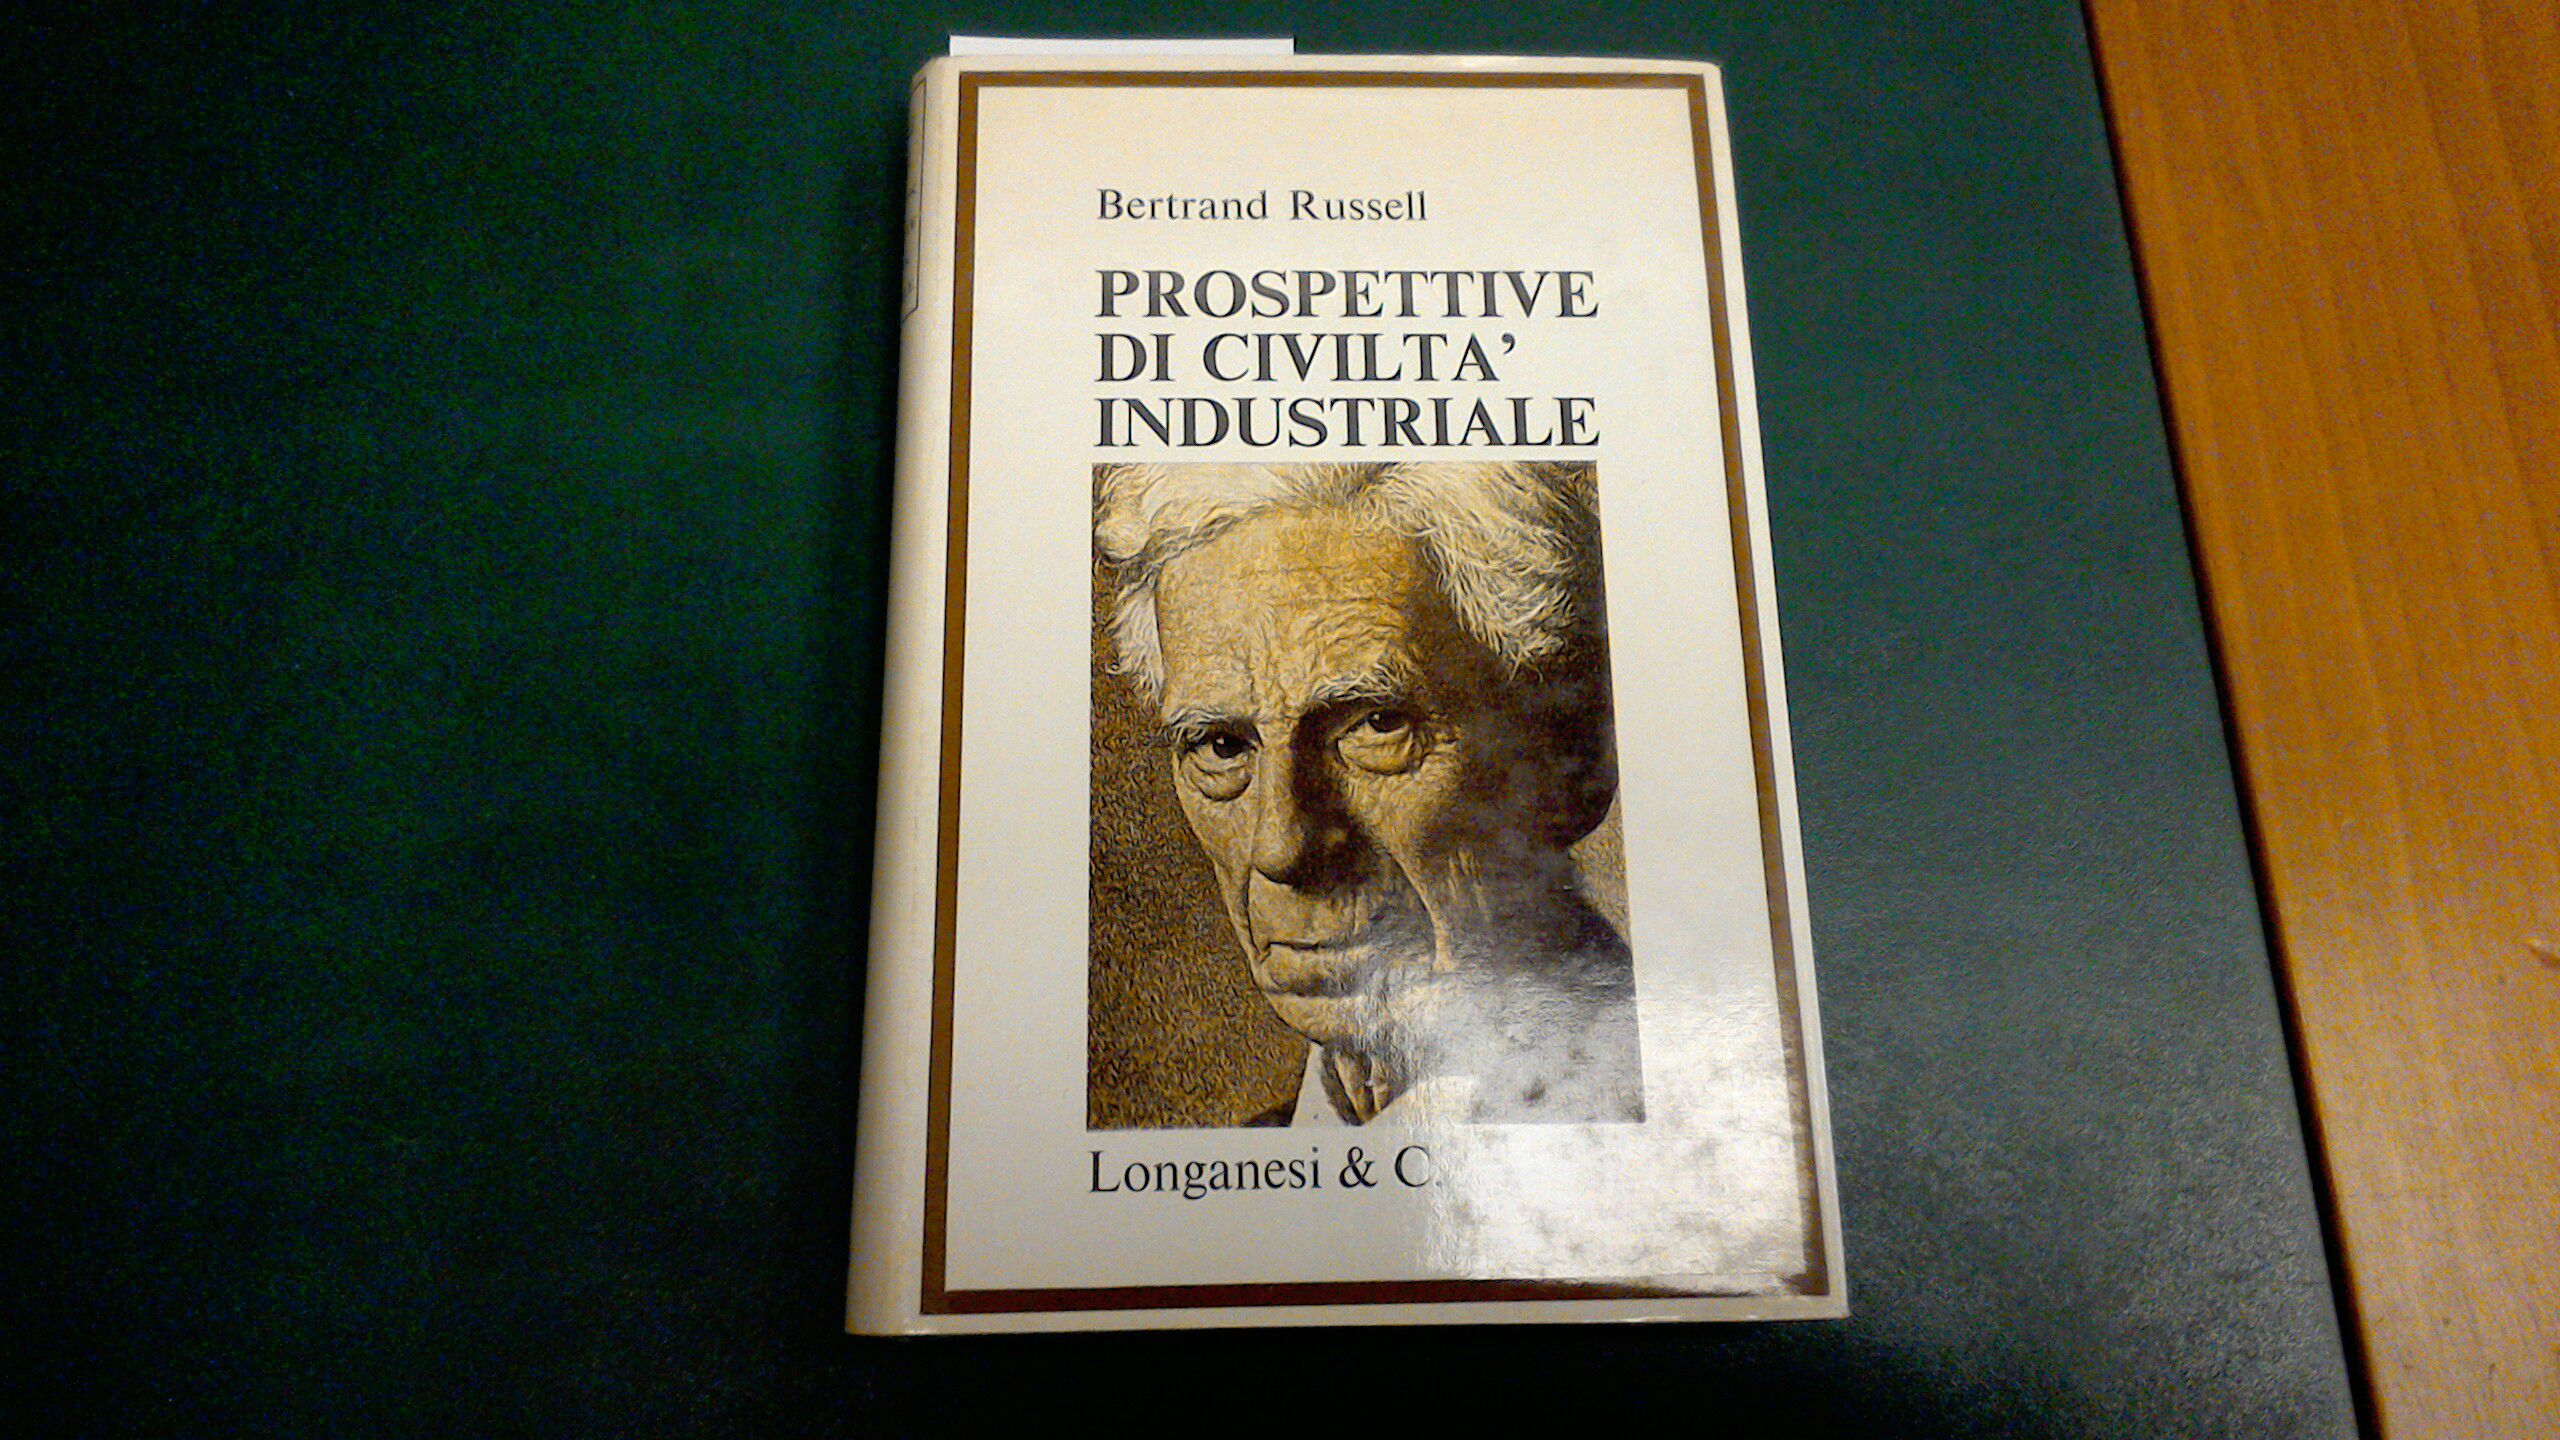 Bertrand Russell
PROSPETTIVE
DI CIVILTA'
INDUSTRIALE
Longanesi & C.